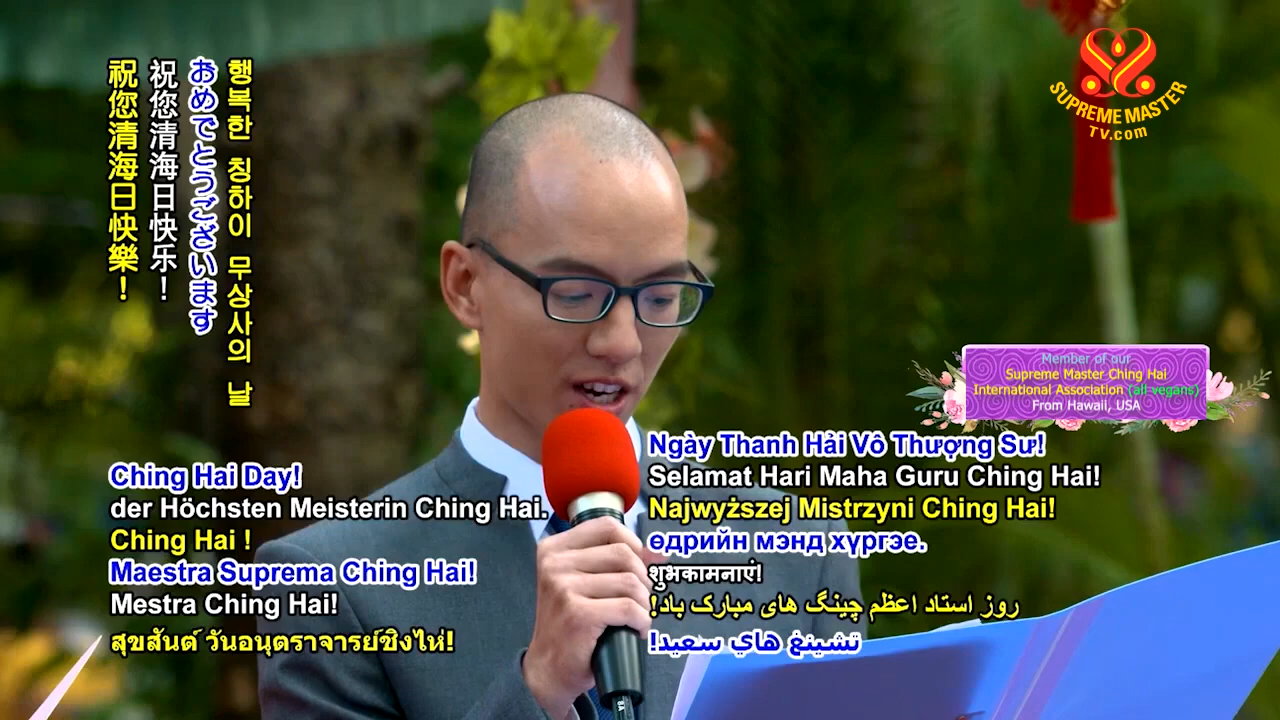 祝您清海日快樂！
祝您清海日快乐！
おめでとうございます
행복한 칭하이 무상사의 날
SUPREME MASTER
TV.com
Member of our
Supreme Master Ching Hai
International Association (all vegans)
From Hawaii, USA
Ching Hai Day!
der Höchsten Meisterin Ching Hai.
Ching Hai !
Maestra Suprema Ching Hai!
Mestra Ching Hai!
สุขสันต์ วันอนุตราจารย์ชิงไห่!
Ngày Thanh Hải Vô Thượng Sư!
Selamat Hari Maha Guru Ching Hai!
Najwyższej Mistrzyni Ching Hai!
өдрийн мэнд хүргэе.
शुभकामनाएं!
روز استاد اعظم چینگ های مبارک باد!
تشينغ هاي سعيد!